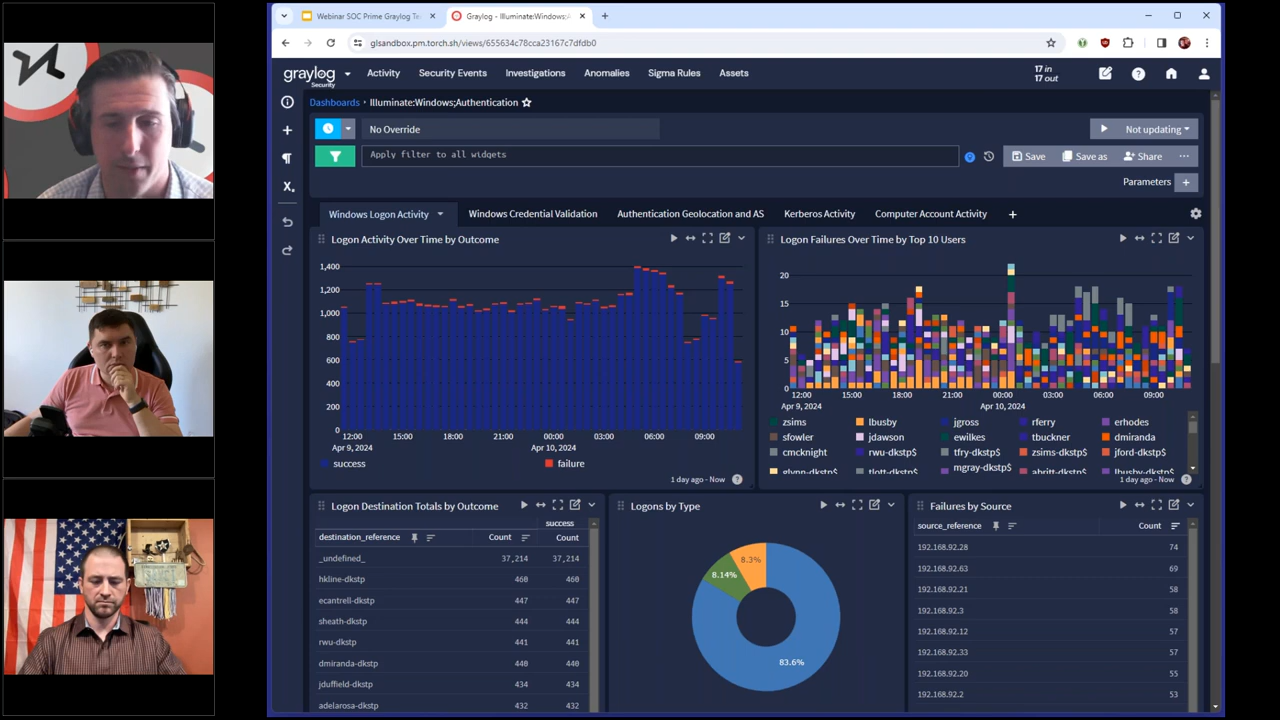 Webinar SOC Prime Graylog Te
Graylog - Illuminate:Windows;A
glsandbox.pm.torch.sh/views/655634c78cca23167c7dfdb0
graylog
Security
Activity
Security Events
Investigations
Anomalies
Sigma Rules
Assets
17 in
17 out
Dashboards › Illuminate:Windows;Authentication
No Override
Not updating
Apply filter to all widgets
Save
Save as
Share
Parameters
Windows Logon Activity
Windows Credential Validation
Authentication Geolocation and AS
Kerberos Activity
Computer Account Activity
Logon Activity Over Time by Outcome
1,400
1,200
1,000
800
600
400
200
0
12:00 15:00 18:00 21:00 00:00 03:00 06:00 09:00
Apr 9, 2024 Apr 10, 2024
success failure
1 day ago - Now
Logon Failures Over Time by Top 10 Users
20
15
10
5
0
12:00 15:00 18:00 21:00 00:00 03:00 06:00 09:00
Apr 9, 2024 Apr 10, 2024
zsims lbusby jgross rferry erhodes
sfowler jdawson ewilkes tbuckner dmiranda
cmcknight rwu-dkstp$ tfry-dkstp$ zsims-dkstp$ jford-dkstp$
glynn-dkstp$ tlott-dkstp$ mgray-dkstp$ abritt-dkstp$ lbusby-dkstp$
1 day ago - Now
Logon Destination Totals by Outcome
success
destination_reference Count Count
_undefined_ 37,214 37,214
hkline-dkstp 460 460
ecantrell-dkstp 447 447
sheath-dkstp 444 444
rwu-dkstp 441 441
dmiranda-dkstp 440 440
jduffield-dkstp 434 434
adelarosa-dkstp 432 432
Logons by Type
8.3%
8.14%
83.6%
Failures by Source
source_reference Count
192.168.92.28 74
192.168.92.63 69
192.168.92.21 58
192.168.92.3 58
192.168.92.12 57
192.168.92.33 57
192.168.92.20 55
192.168.92.2 53